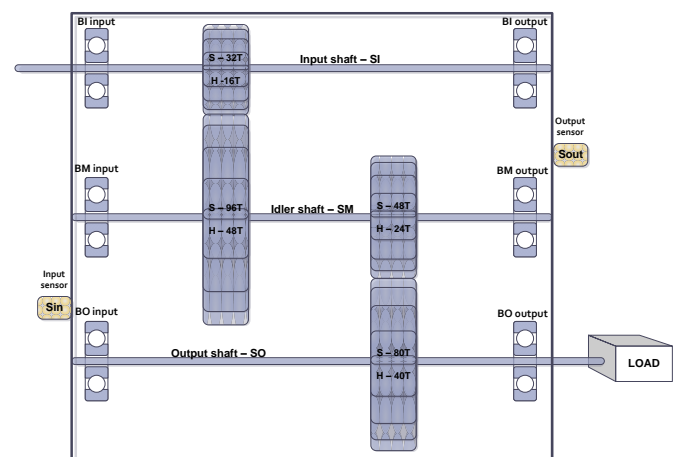 BI input
BI output
S – 32T
Input shaft – SI
H -16T
Output
sensor
Sout
BM input
BM output
S – 96T
Idler shaft – SM
S – 48T
H – 48T
H – 24T
Input
sensor
Sin
BO input
BO output
Output shaft – SO
S – 80T
LOAD
H – 40T